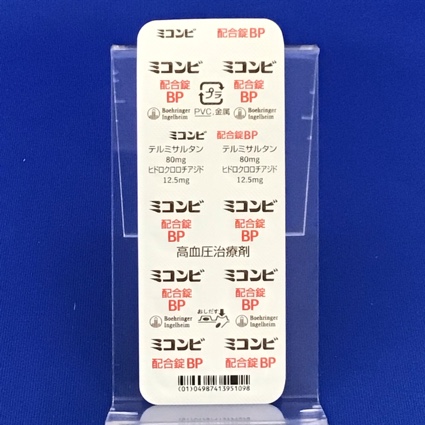 ミコンビ 配合錠BP
ミコンビ ミコンビ
配合錠 配合錠
BP BP
プラ
Boehringer Ingelheim PVC,金属 Boehringer Ingelheim
ミコンビ 配合錠BP
テルミサルタン テルミサルタン
80mg 80mg
ヒドロクロロチアジド ヒドロクロロチアジド
12.5mg 12.5mg
ミコンビ ミコンビ
配合錠 配合錠
BP BP
高血圧治療剤
ミコンビ ミコンビ
配合錠 配合錠
BP BP
おしだす
Boehringer Ingelheim Boehringer Ingelheim
ミコンビ ミコンビ
配合錠BP 配合錠BP
(01)04987413951098